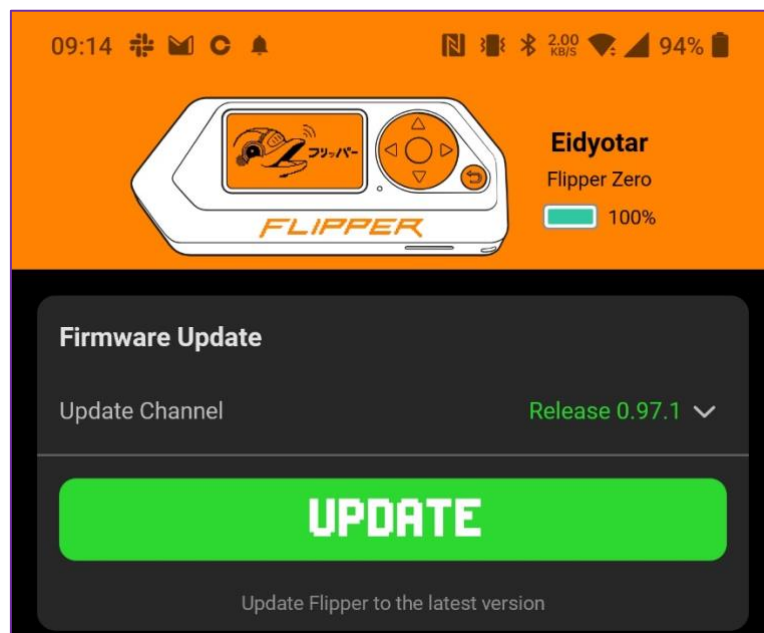 09:14
2.00
KB/S
94%
フリッパー
FLIPPER
Eidyotar
Flipper Zero
100%
Firmware Update
Update Channel
Release 0.97.1
UPDATE
Update Flipper to the latest version